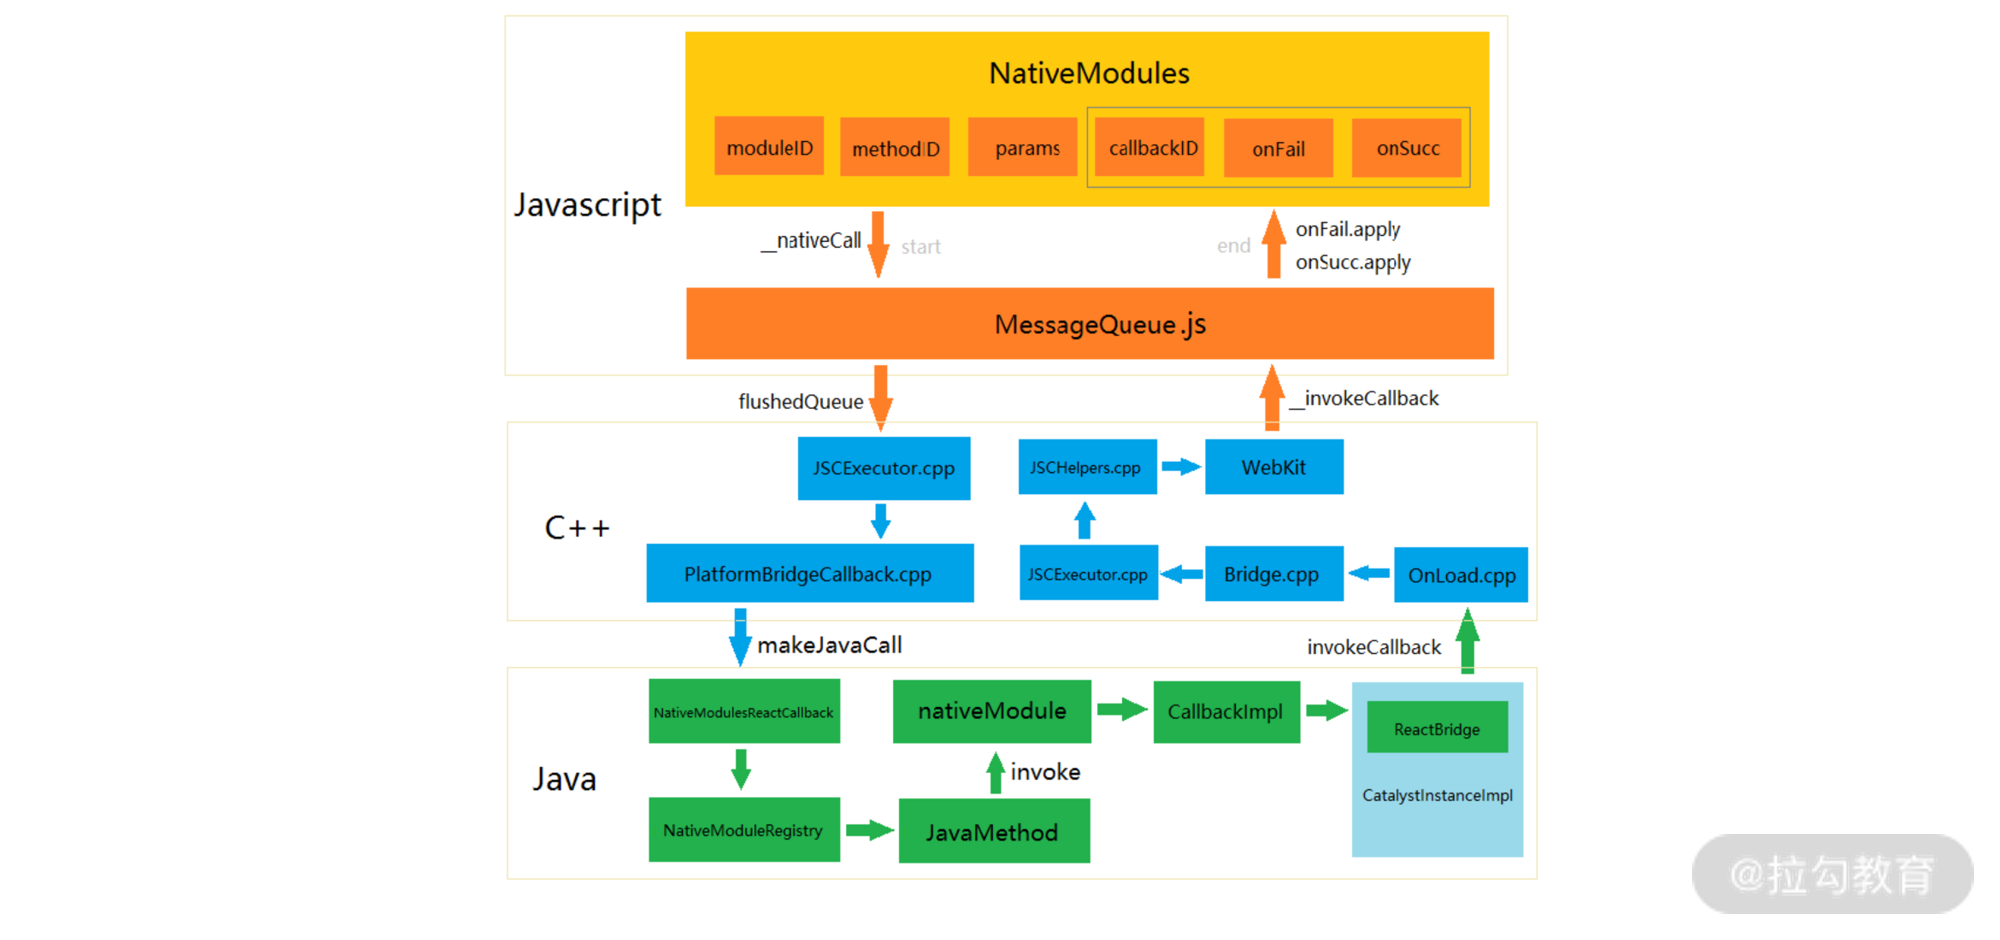 NativeModules
moduleID
methodID
params
callbackID
onFail
onSucc
Javascript
__nativeCall
start
end
onFail.apply
onSucc.apply
MessageQueue.js
flushedQueue
__invokeCallback
JSCExecutor.cpp
JSCHelpers.cpp
WebKit
C++
PlatformBridgeCallback.cpp
JSCExecutor.cpp
Bridge.cpp
OnLoad.cpp
makeJavaCall
invokeCallback
NativeModulesReactCallback
nativeModule
CallbackImpl
ReactBridge
invoke
Java
CatalystInstanceImpl
NativeModuleRegistry
JavaMethod
@拉勾教育